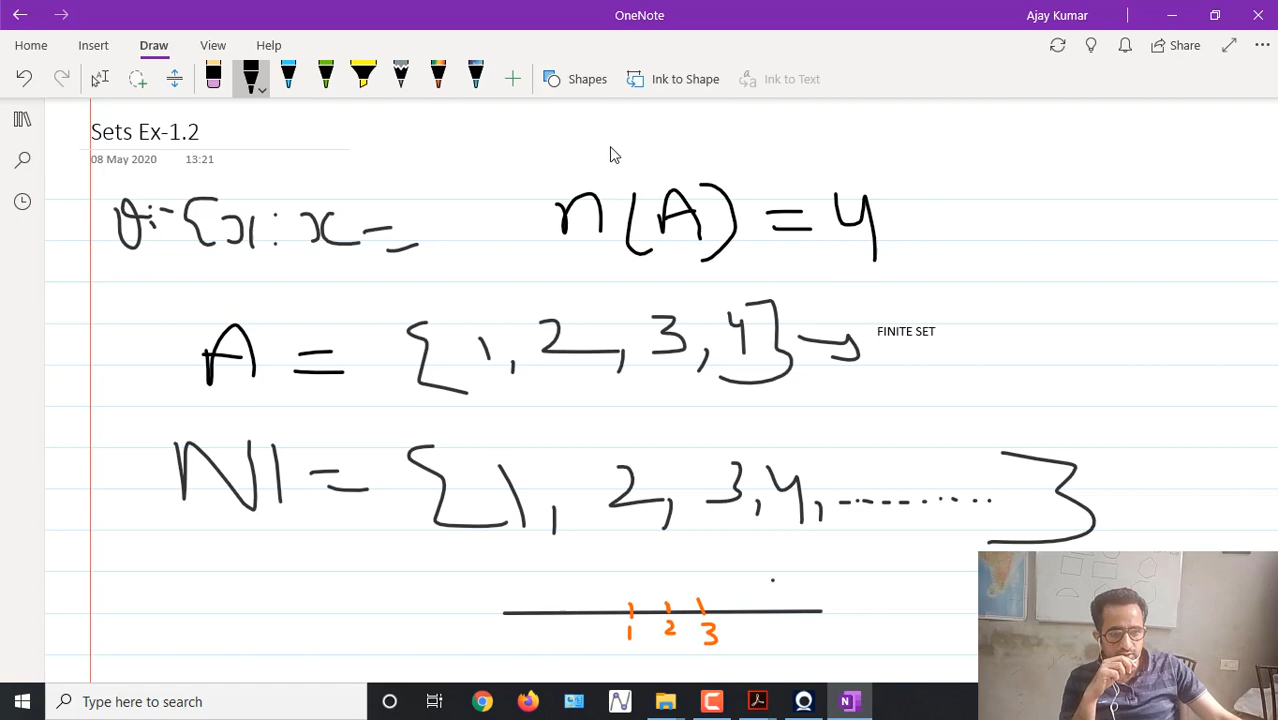 OneNote
Ajay Kumar
Home Insert Draw View Help
Share
Shapes Ink to Shape Ink to Text
Sets Ex-1.2
08 May 2020 13:21
{x : x =
n(A) = 4
A = {1, 2, 3, 4} → FINITE SET
N = {1, 2, 3, 4, ..............}
1 2 3
Type here to search